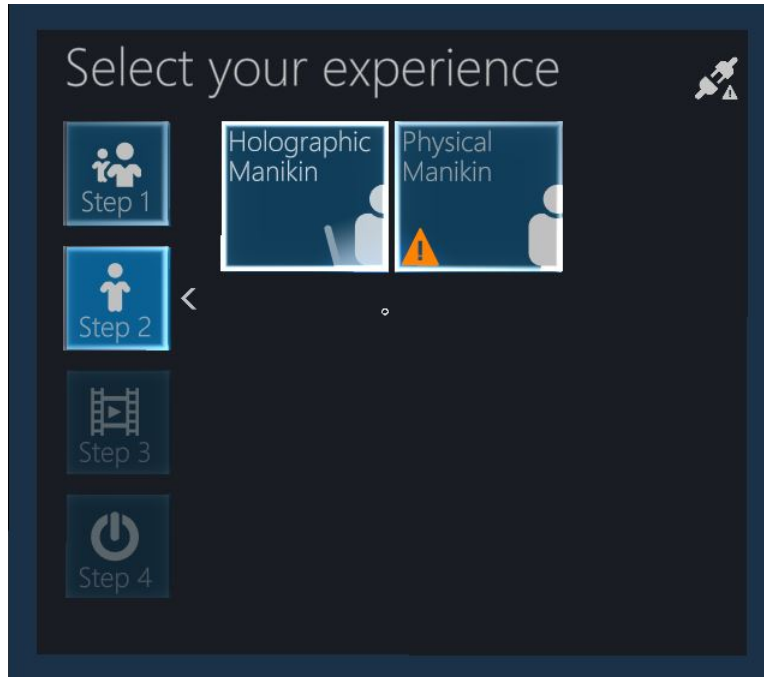 Select your experience
Step 1
Holographic
Manikin
Physical
Manikin
Step 2
Step 3
Step 4